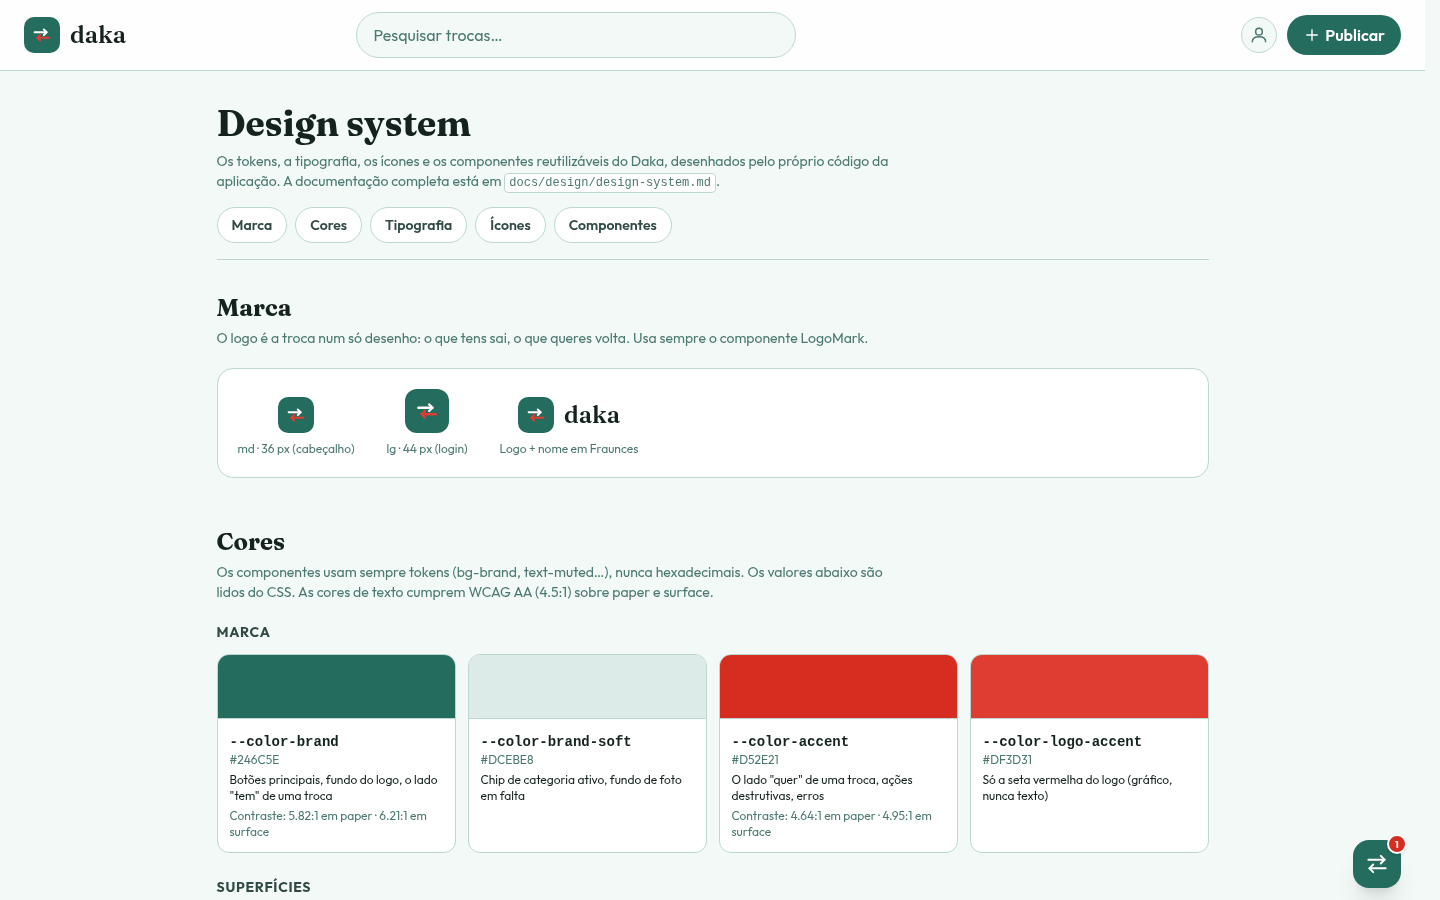 daka
Pesquisar trocas...
Publicar
Design system
Os tokens, a tipografia, os ícones e os componentes reutilizáveis do Daka, desenhados pelo próprio código da
aplicação. A documentação completa está em docs/design/design-system.md.
Marca
Cores
Tipografia
Ícones
Componentes
Marca
O logo é a troca num só desenho: o que tens sai, o que queres volta. Usa sempre o componente LogoMark.
daka
md · 36 px (cabeçalho)
lg · 44 px (login)
Logo + nome em Fraunces
Cores
Os componentes usam sempre tokens (bg-brand, text-muted...), nunca hexadecimais. Os valores abaixo são
lidos do CSS. As cores de texto cumprem WCAG AA (4.5:1) sobre paper e surface.
MARCA
--color-brand
#246C5E
Botões principais, fundo do logo, o lado
"tem" de uma troca
Contraste: 5.82:1 em paper · 6.21:1 em
surface
--color-brand-soft
#DCEBE8
Chip de categoria ativo, fundo de foto
em falta
--color-accent
#D52E21
O lado "quer" de uma troca, ações
destrutivas, erros
Contraste: 4.64:1 em paper · 4.95:1 em
surface
--color-logo-accent
#DF3D31
Só a seta vermelha do logo (gráfico,
nunca texto)
SUPERFÍCIES
1